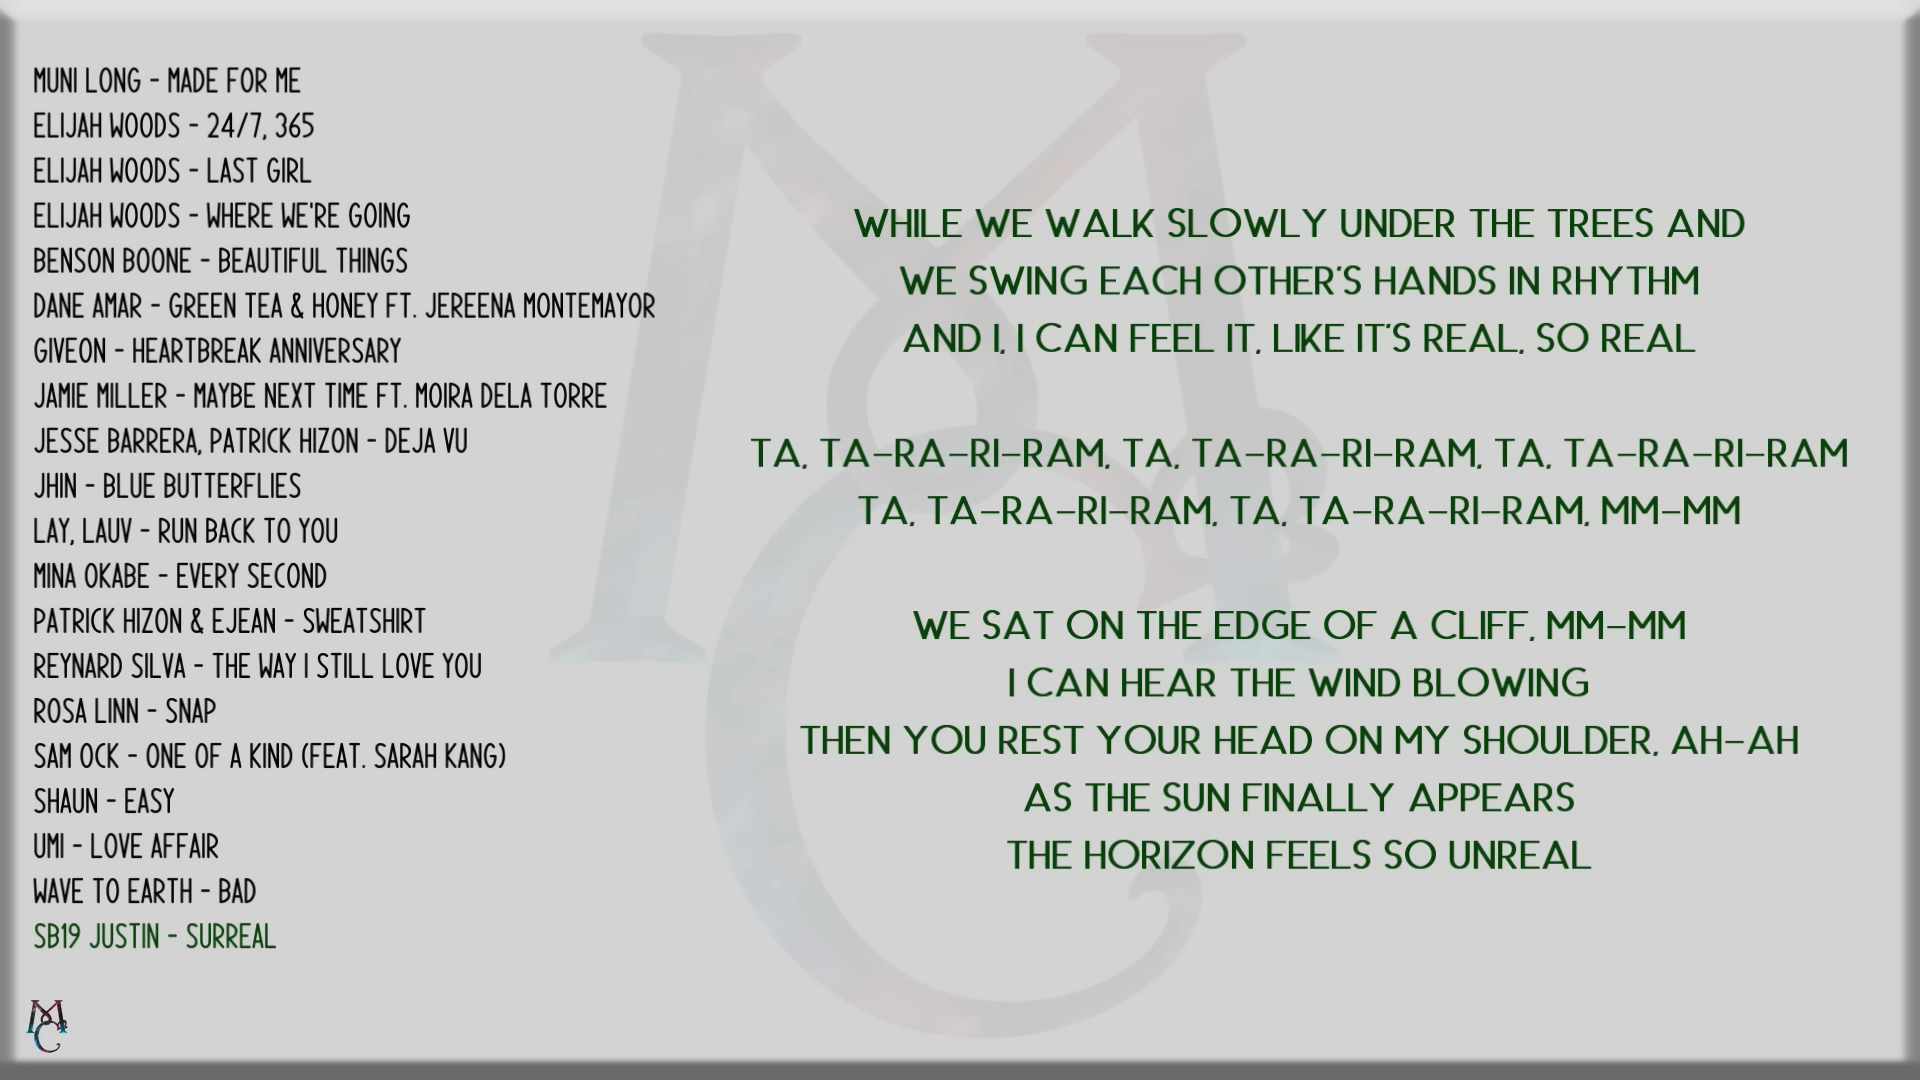 MUNI LONG - MADE FOR ME
ELIJAH WOODS - 24/7, 365
ELIJAH WOODS - LAST GIRL
ELIJAH WOODS - WHERE WE'RE GOING
BENSON BOONE - BEAUTIFUL THINGS
DANE AMAR - GREEN TEA & HONEY FT. JEREENA MONTEMAYOR
GIVEON - HEARTBREAK ANNIVERSARY
JAMIE MILLER - MAYBE NEXT TIME FT. MOIRA DELA TORRE
JESSE BARRERA, PATRICK HIZON - DEJA VU
JHIN - BLUE BUTTERFLIES
LAY, LAUV - RUN BACK TO YOU
MINA OKABE - EVERY SECOND
PATRICK HIZON & EJEAN - SWEATSHIRT
REYNARD SILVA - THE WAY I STILL LOVE YOU
ROSA LINN - SNAP
SAM OCK - ONE OF A KIND (FEAT. SARAH KANG)
SHAUN - EASY
UMI - LOVE AFFAIR
WAVE TO EARTH - BAD
SB19 JUSTIN - SURREAL
WHILE WE WALK SLOWLY UNDER THE TREES AND
WE SWING EACH OTHER'S HANDS IN RHYTHM
AND I, I CAN FEEL IT, LIKE IT'S REAL, SO REAL
TA, TA-RA-RI-RAM, TA, TA-RA-RI-RAM, TA, TA-RA-RI-RAM
TA, TA-RA-RI-RAM, TA, TA-RA-RI-RAM, MM-MM
WE SAT ON THE EDGE OF A CLIFF, MM-MM
I CAN HEAR THE WIND BLOWING
THEN YOU REST YOUR HEAD ON MY SHOULDER, AH-AH
AS THE SUN FINALLY APPEARS
THE HORIZON FEELS SO UNREAL